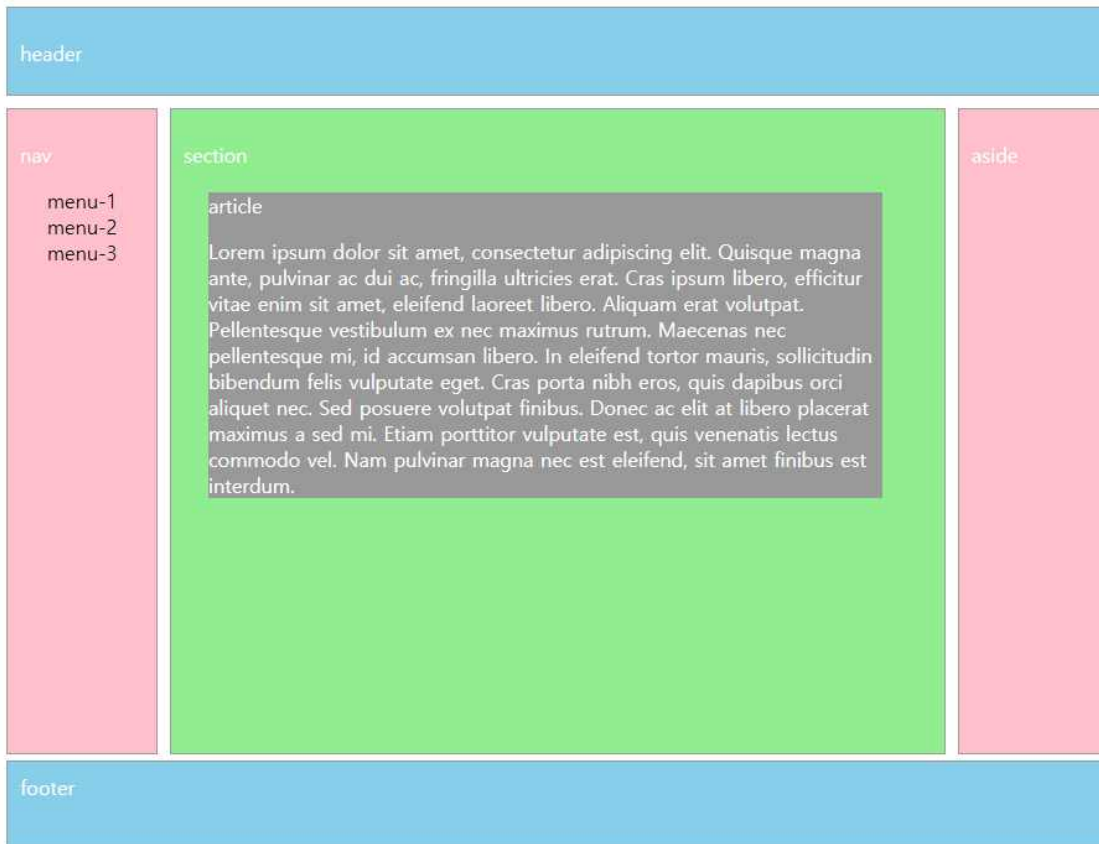 header
nav
menu-1
menu-2
menu-3
section
article
Lorem ipsum dolor sit amet, consectetur adipiscing elit. Quisque magna
ante, pulvinar ac dui ac, fringilla ultricies erat. Cras ipsum libero, efficitur
vitae enim sit amet, eleifend laoreet libero. Aliquam erat volutpat.
Pellentesque vestibulum ex nec maximus rutrum. Maecenas nec
pellentesque mi, id accumsan libero. In eleifend tortor mauris, sollicitudin
bibendum felis vulputate eget. Cras porta nibh eros, quis dapibus orci
aliquet nec. Sed posuere volutpat finibus. Donec ac elit at libero placerat
maximus a sed mi. Etiam porttitor vulputate est, quis venenatis lectus
commodo vel. Nam pulvinar magna nec est eleifend, sit amet finibus est
interdum.
aside
footer